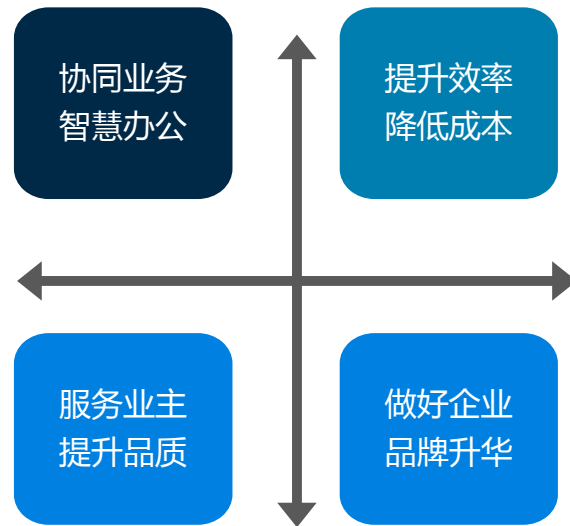 协同业务
智慧办公
提升效率
降低成本
服务业主
提升品质
做好企业
品牌升华